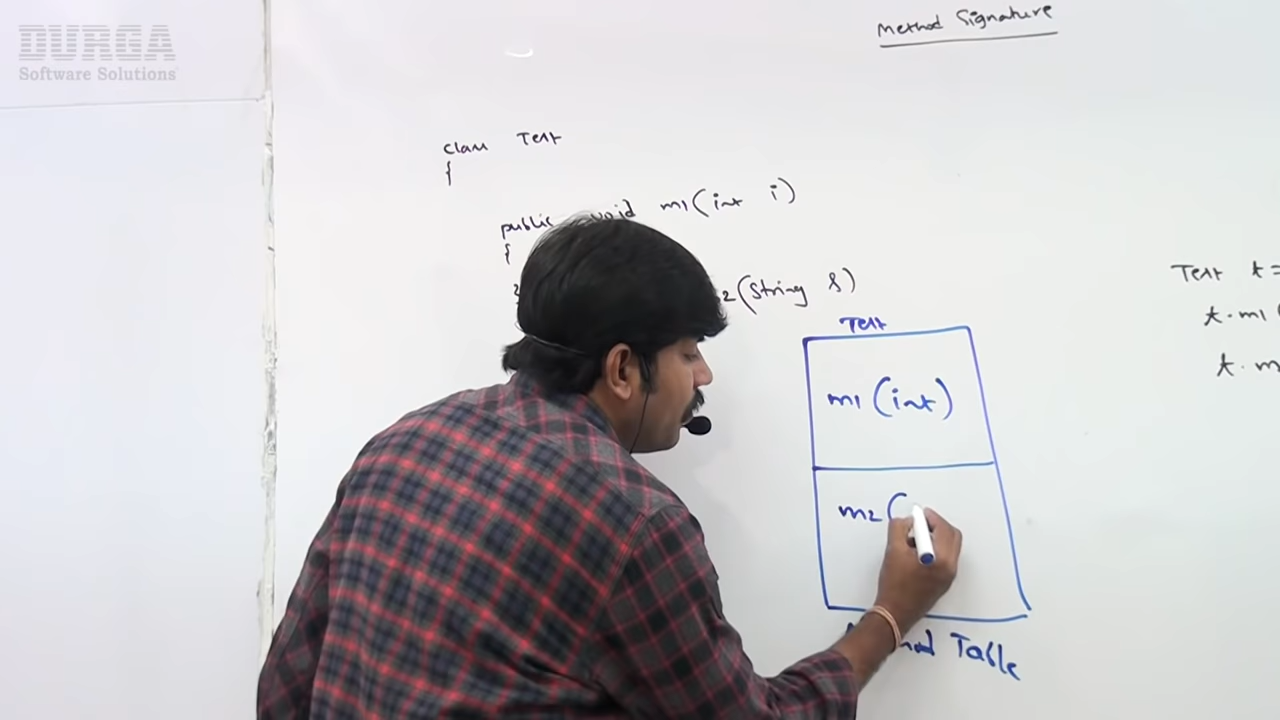 DURGA
Software Solutions
Method Signature
class Test
{
public void m1(int i)
{
m2(String s)
Test t=
t.m1(
t.m
Test
m1(int)
m2(
Table